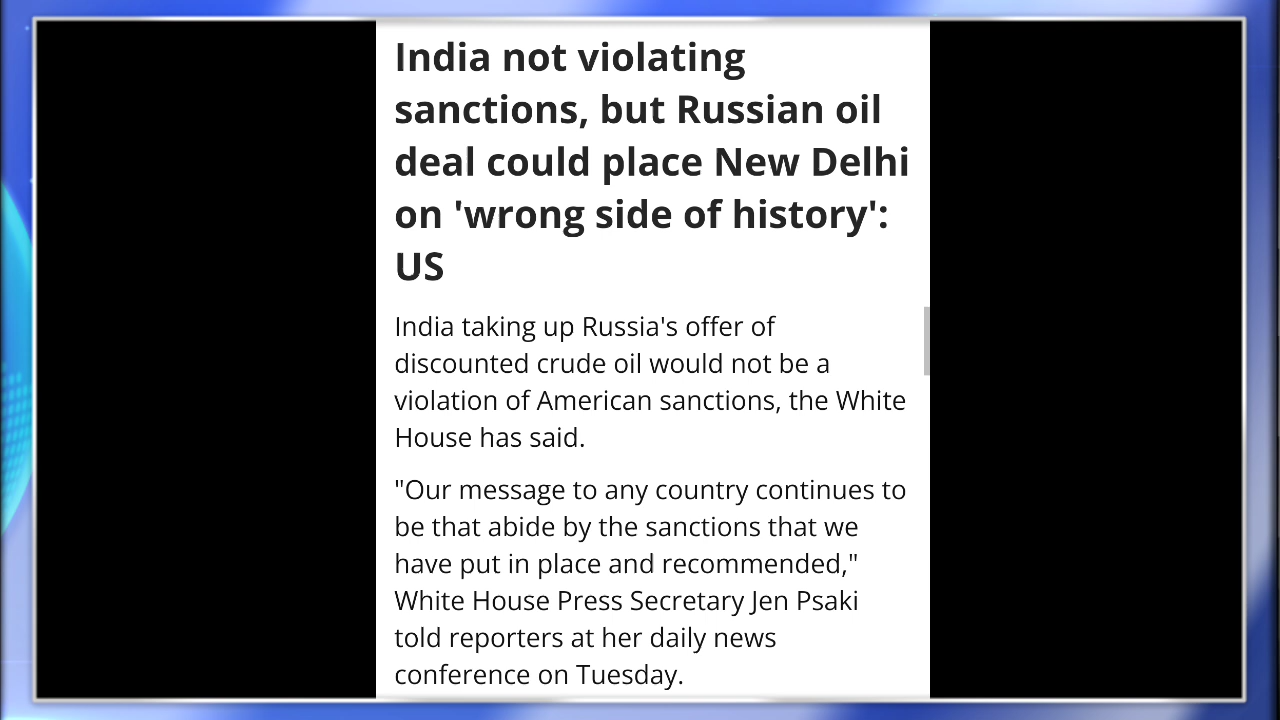 India not violating
sanctions, but Russian oil
deal could place New Delhi
on 'wrong side of history':
US
India taking up Russia's offer of
discounted crude oil would not be a
violation of American sanctions, the White
House has said.
"Our message to any country continues to
be that abide by the sanctions that we
have put in place and recommended,"
White House Press Secretary Jen Psaki
told reporters at her daily news
conference on Tuesday.